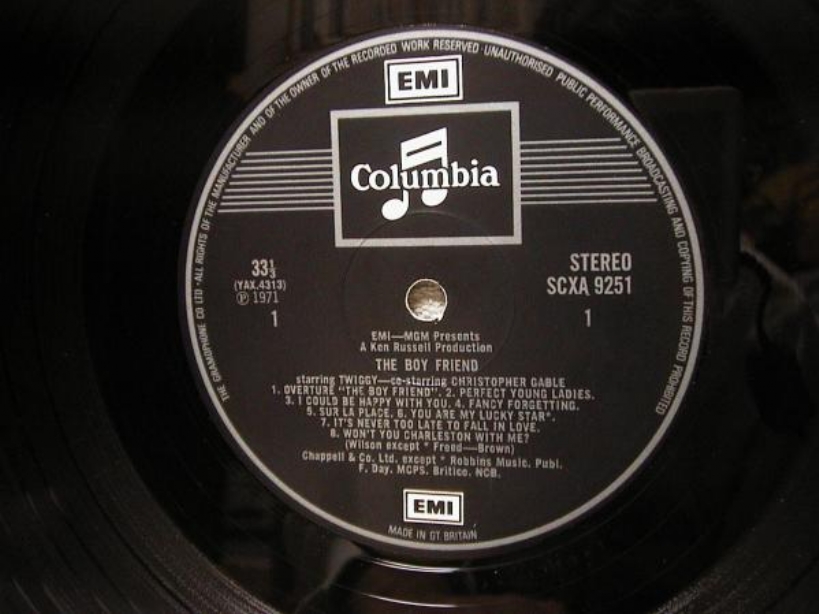 THE GRAMOPHONE CO LTD · ALL RIGHTS OF THE MANUFACTURER AND OF THE OWNER OF THE RECORDED WORK RESERVED · UNAUTHORISED PUBLIC PERFORMANCE BROADCASTING AND COPYING OF THIS RECORD PROHIBITED
EMI
Columbia
33⅓
(YAX.4313)
℗ 1971
1
STEREO
SCXA 9251
1
EMI—MGM Presents
A Ken Russell Production
THE BOY FRIEND
starring TWIGGY—co-starring CHRISTOPHER GABLE
1. OVERTURE "THE BOY FRIEND". 2. PERFECT YOUNG LADIES.
3. I COULD BE HAPPY WITH YOU. 4. FANCY FORGETTING.
5. SUR LA PLACE. 6. YOU ARE MY LUCKY STAR*.
7. IT'S NEVER TOO LATE TO FALL IN LOVE.
8. WON'T YOU CHARLESTON WITH ME?
(Wilson except * Freed—Brown)
Chappell & Co. Ltd. except * Robbins Music. Publ.
F. Day. MCPS. Britico. NCB.
EMI
MADE IN GT. BRITAIN